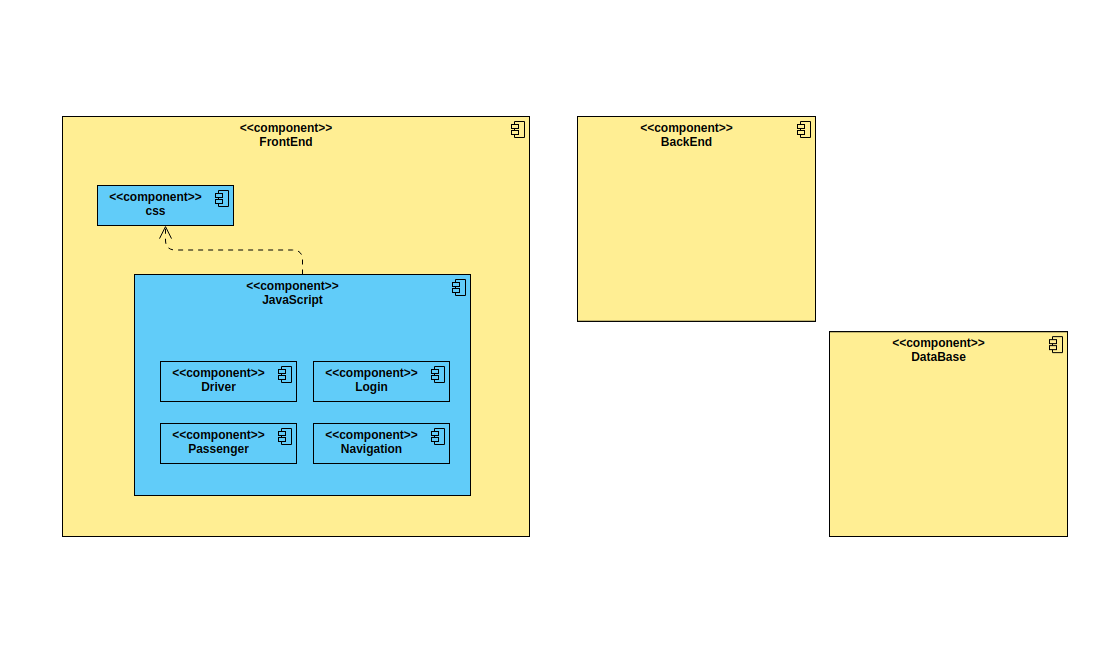 <<component>>
FrontEnd
<<component>>
css
<<component>>
JavaScript
<<component>>
Driver
<<component>>
Login
<<component>>
Passenger
<<component>>
Navigation
<<component>>
BackEnd
<<component>>
DataBase